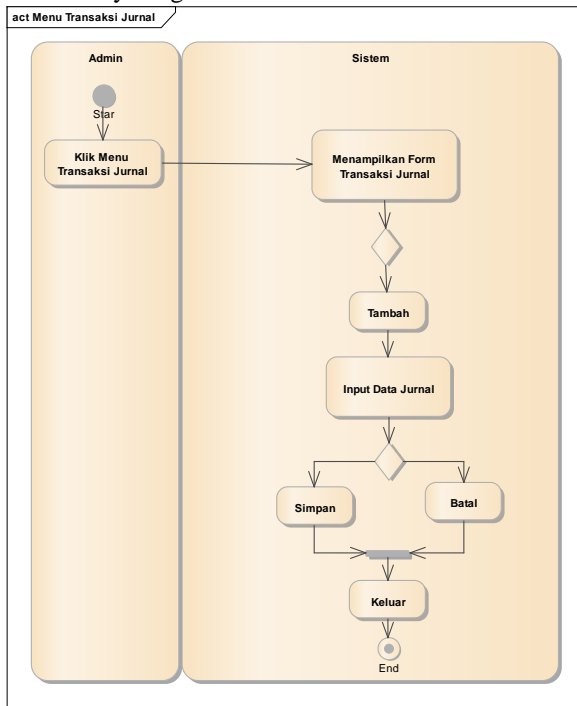 act Menu Transaksi Jurnal
Admin
Sistem
Star
Klik Menu
Transaksi Jurnal
Menampilkan Form
Transaksi Jurnal
Tambah
Input Data Jurnal
Simpan
Batal
Keluar
End